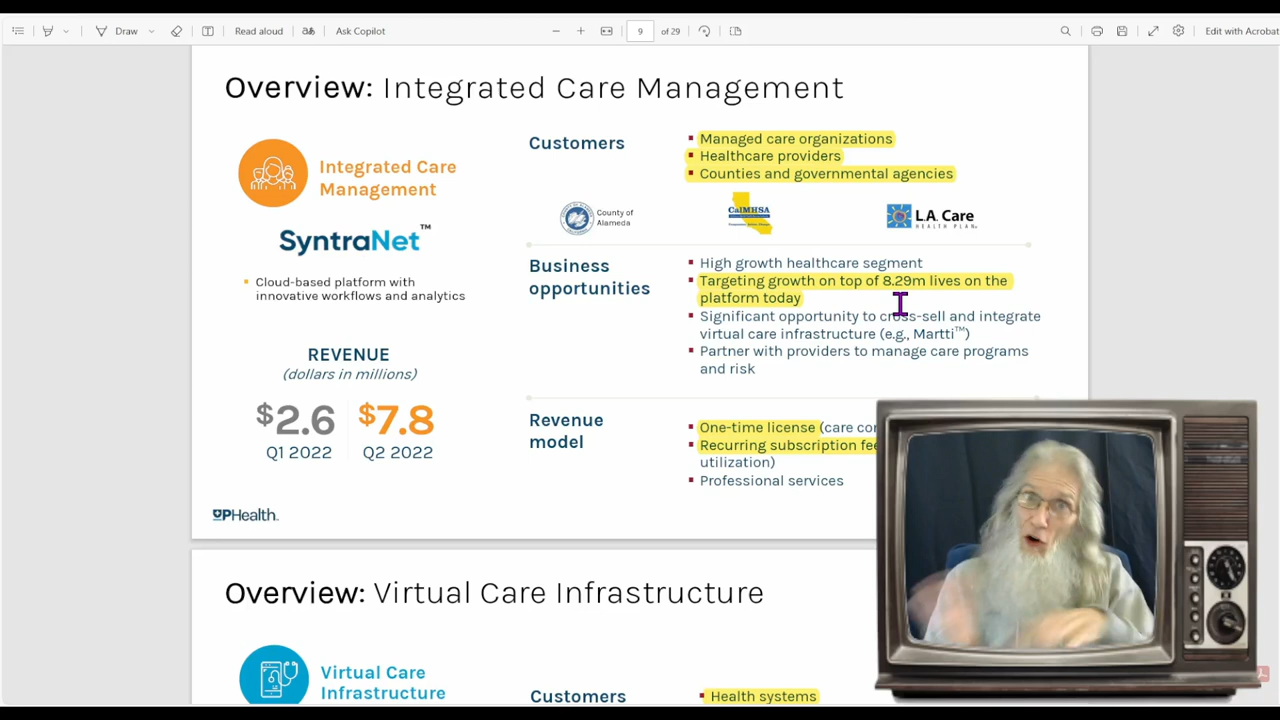 Draw
Read aloud
Ask Copilot
9 of 29
Edit with Acrobat
Overview: Integrated Care Management
Integrated Care
Management
SyntraNet™
Cloud-based platform with
innovative workflows and analytics
REVENUE
(dollars in millions)
$2.6 $7.8
Q1 2022 Q2 2022
UPHealth.
Customers
Managed care organizations
Healthcare providers
Counties and governmental agencies
County of
Alameda
CalMHSA
L.A. Care
HEALTH PLAN
Business
opportunities
High growth healthcare segment
Targeting growth on top of 8.29m lives on the
platform today
Significant opportunity to cross-sell and integrate
virtual care infrastructure (e.g., Martti™)
Partner with providers to manage care programs
and risk
Revenue
model
One-time license (care
Recurring subscription
utilization)
Professional services
Overview: Virtual Care Infrastructure
Virtual Care
Infrastructure
Customers
Health systems